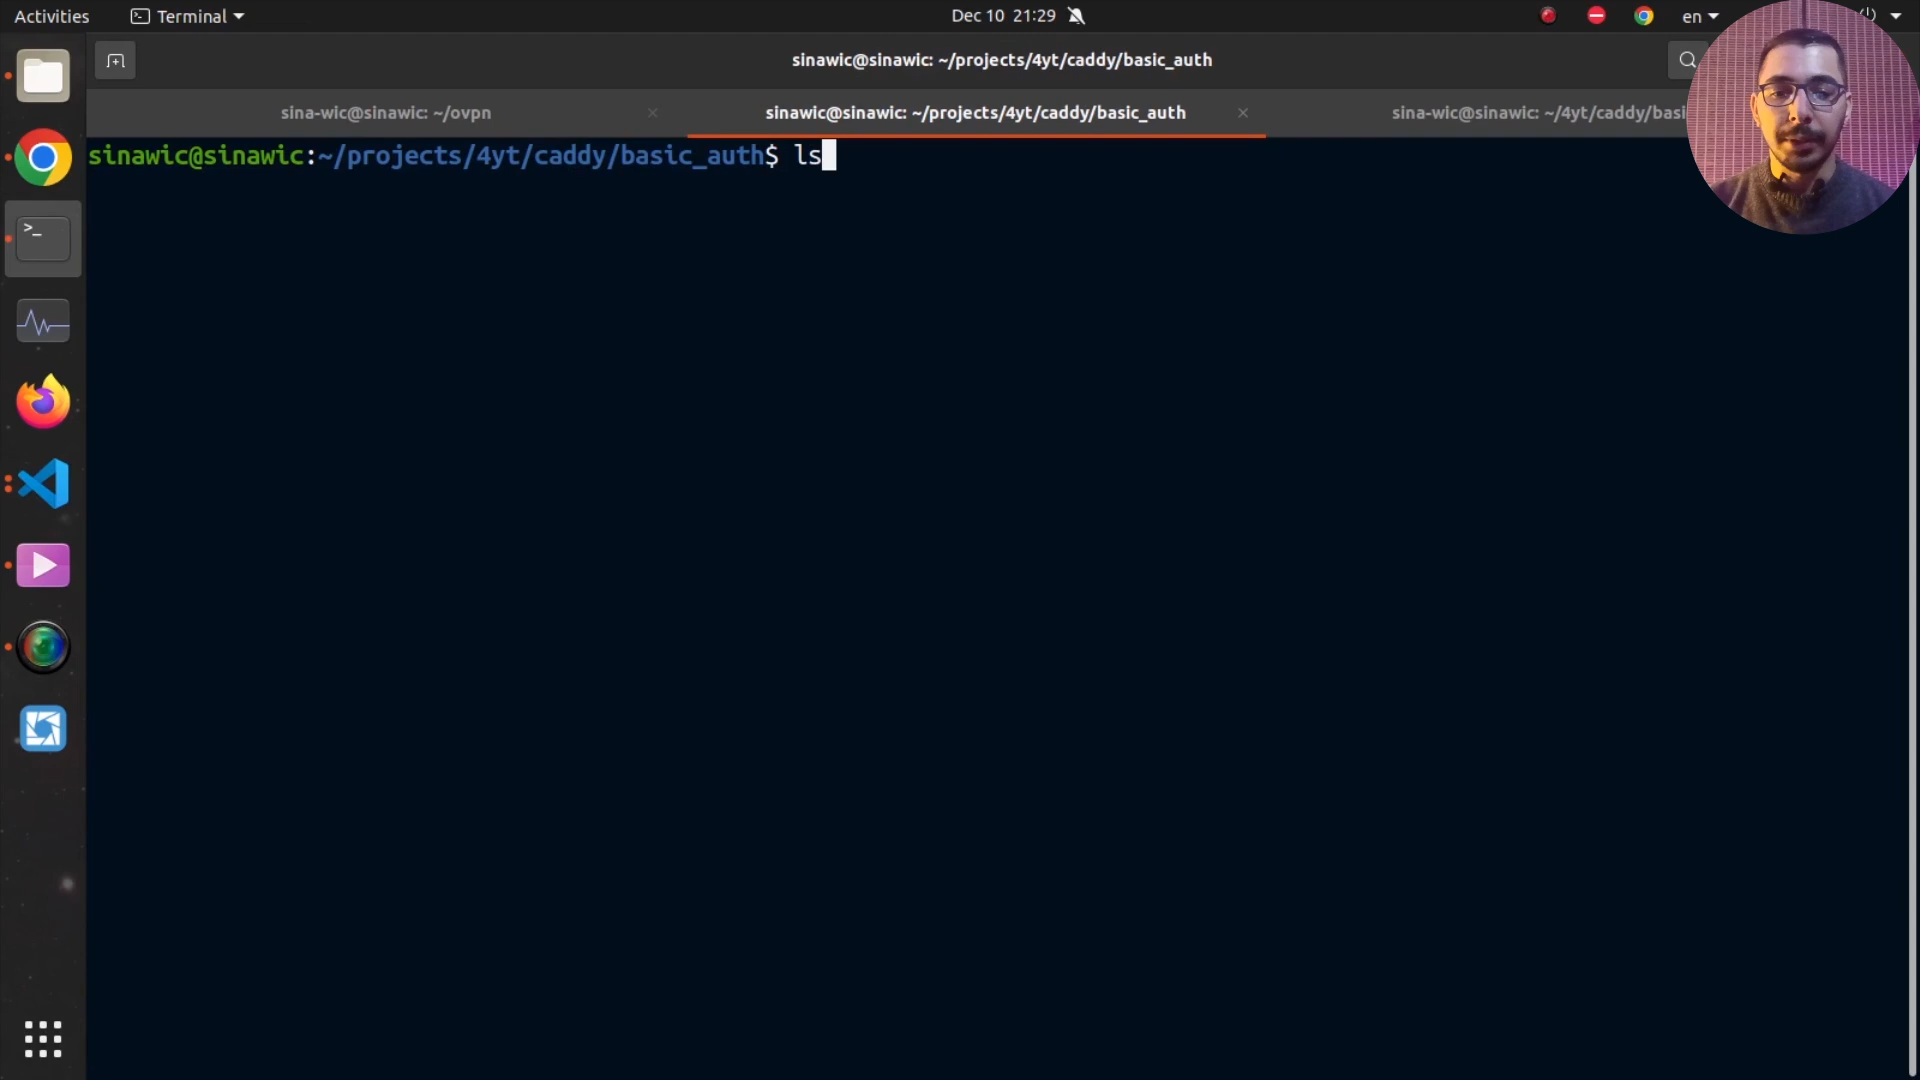 Activities
Terminal
Dec 10 21:29
en
sinawic@sinawic: ~/projects/4yt/caddy/basic_auth
sina-wic@sinawic: ~/ovpn
sinawic@sinawic: ~/projects/4yt/caddy/basic_auth
sina-wic@sinawic: ~/4yt/caddy/basi
sinawic@sinawic:~/projects/4yt/caddy/basic_auth$ ls